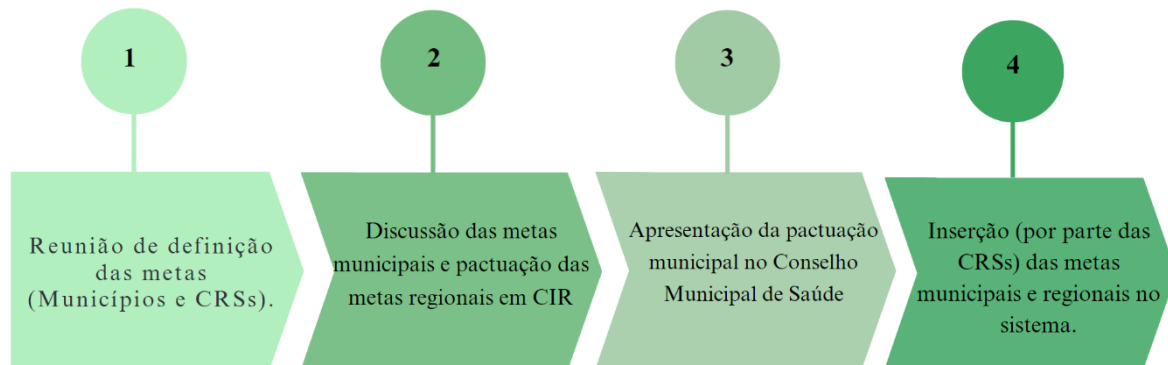 1
Reunião de definição
das metas
(Municípios e CRSs).
2
Discussão das metas
municipais e pactuação das
metas regionais em CIR
3
Apresentação da pactuação
municipal no Conselho
Municipal de Saúde
4
Inserção (por parte das
CRSs) das metas
municipais e regionais no
sistema.